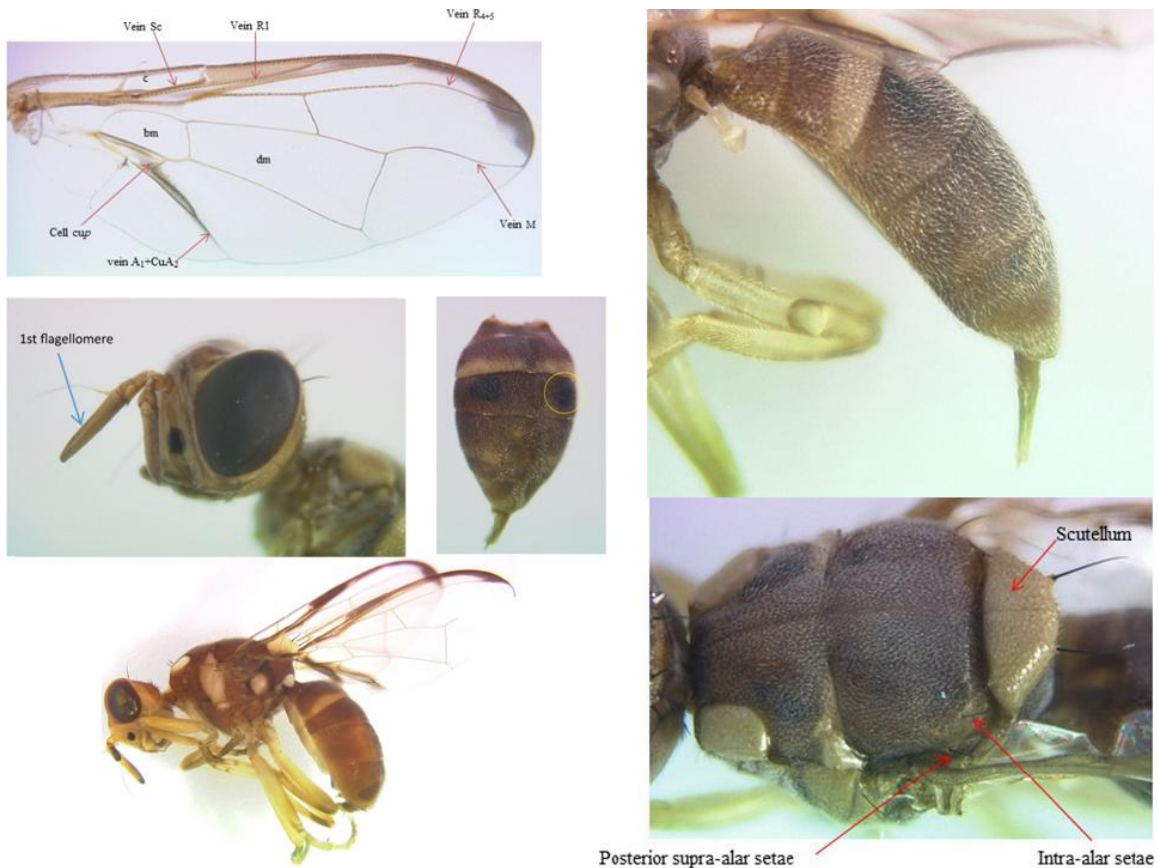 Vein Sc
Vein R1
Vein R4+5
c
bm
dm
Cell cup
Vein M
vein A1+CuA2
1st flagellomere
Scutellum
Posterior supra-alar setae
Intra-alar setae